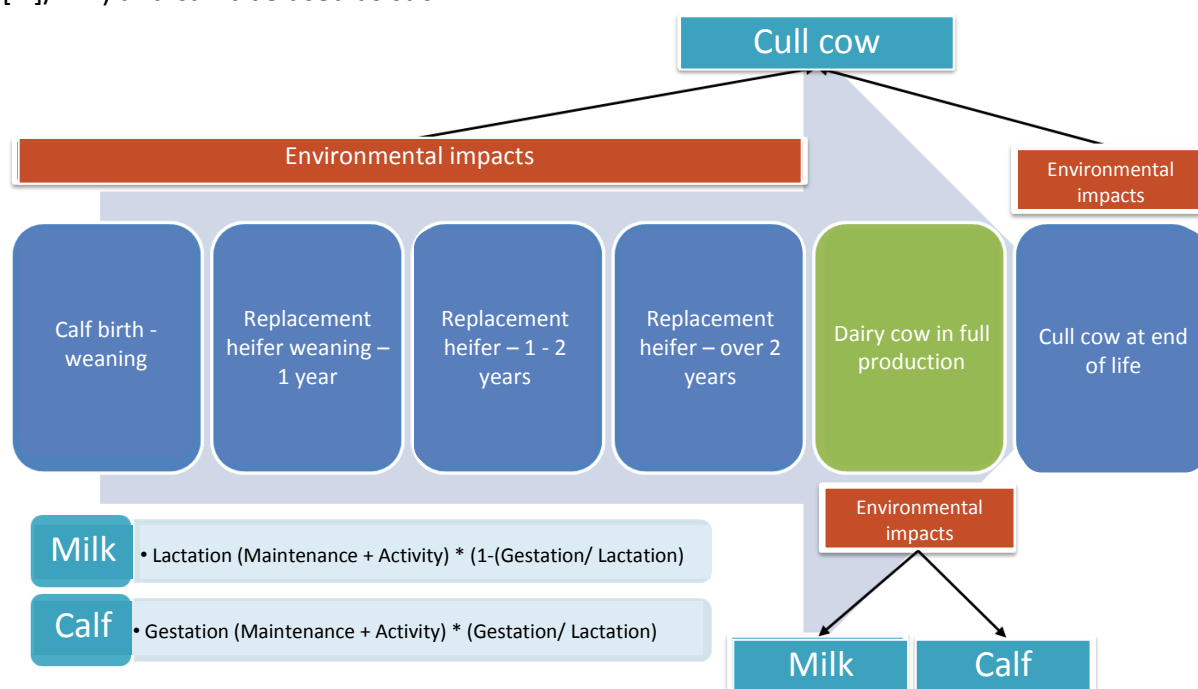 Cull cow
Environmental impacts
Environmental
impacts
Calf birth -
weaning
Replacement
heifer weaning –
1 year
Replacement
heifer – 1 - 2
years
Replacement
heifer – over 2
years
Dairy cow in full
production
Cull cow at end
of life
Environmental
impacts
Milk
• Lactation (Maintenance + Activity) * (1-(Gestation/ Lactation)
Calf
• Gestation (Maintenance + Activity) * (Gestation/ Lactation)
Milk
Calf